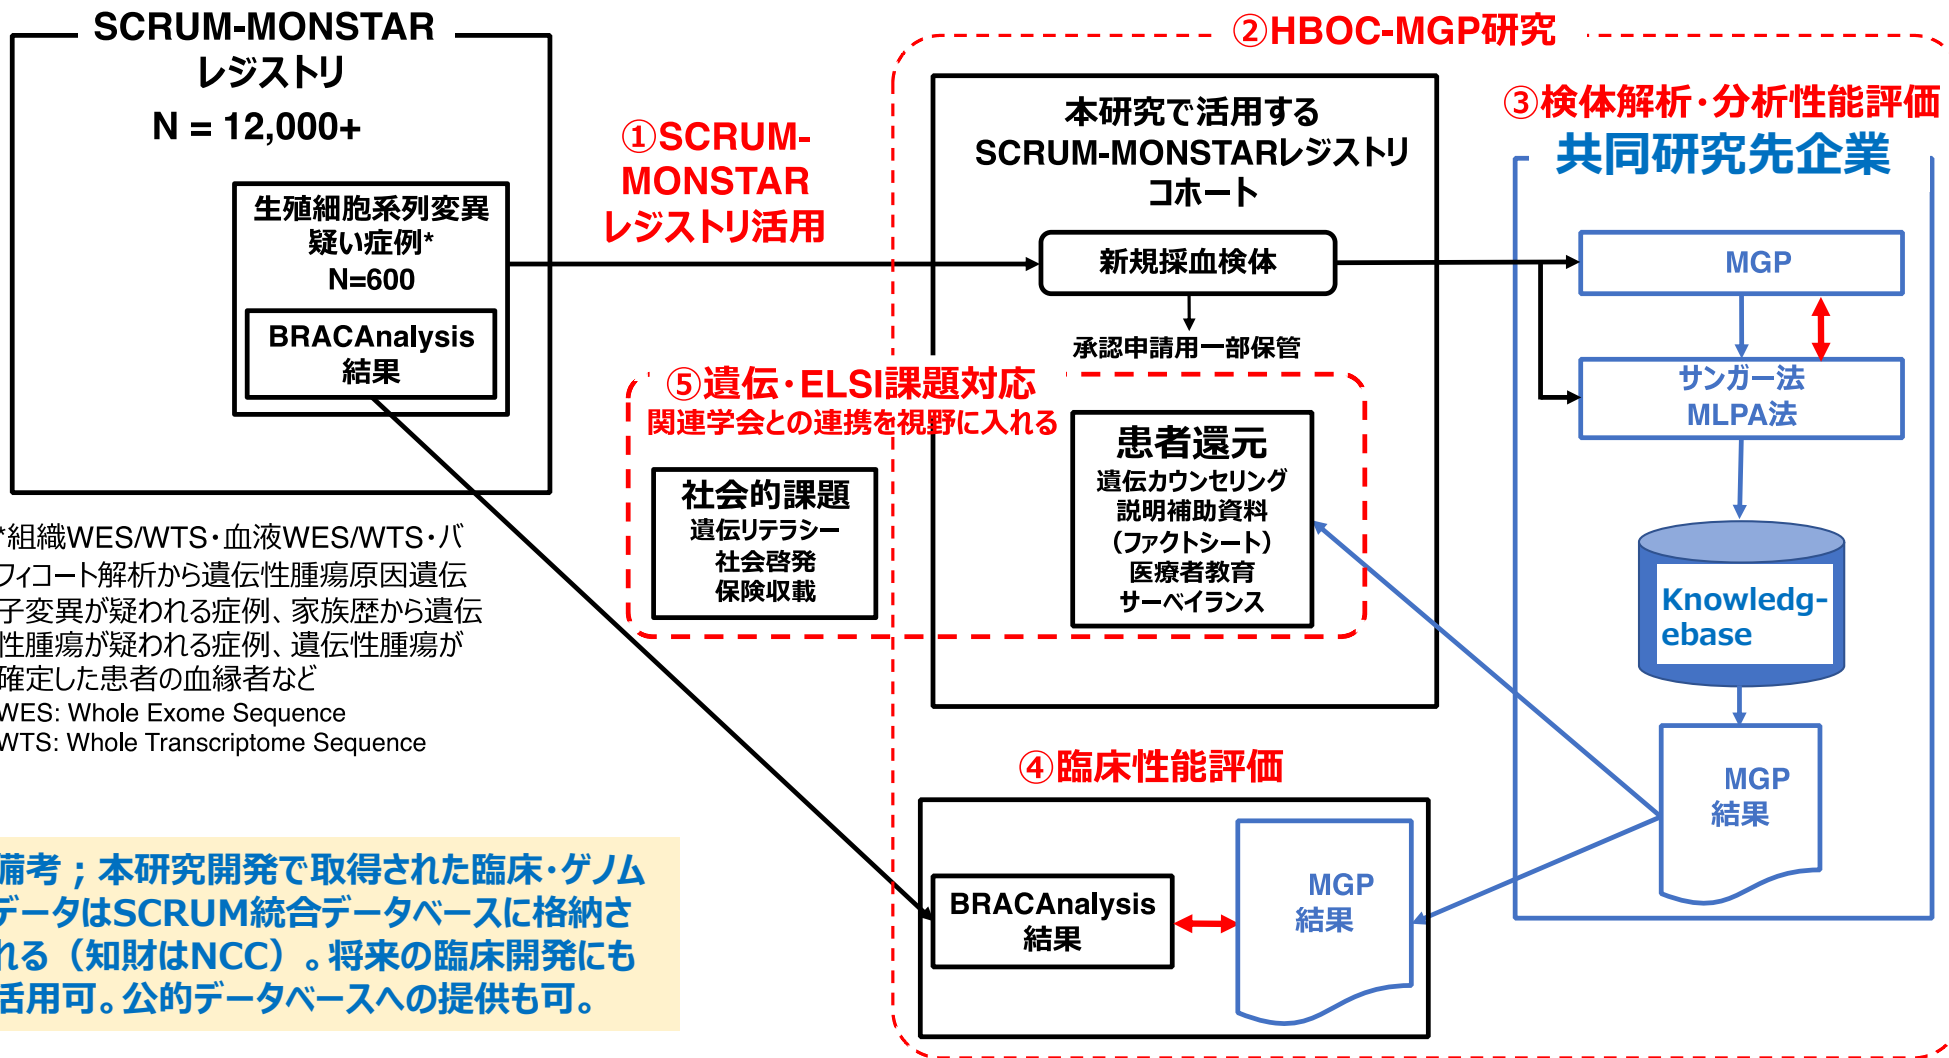 SCRUM-MONSTAR
レジストリ
N = 12,000+
生殖細胞系列変異
疑い症例*
N=600
BRACAnalysis
結果
*組織WES/WTS・血液WES/WTS・バ
フィコート解析から遺伝性腫瘍原因遺伝
子変異が疑われる症例、家族歴から遺伝
性腫瘍が疑われる症例、遺伝性腫瘍が
確定した患者の血縁者など
WES: Whole Exome Sequence
WTS: Whole Transcriptome Sequence
備考；本研究開発で取得された臨床・ゲノム
データはSCRUM統合データベースに格納さ
れる（知財はNCC）。将来の臨床開発にも
活用可。公的データベースへの提供も可。
①SCRUM-
MONSTAR
レジストリ活用
②HBOC-MGP研究
本研究で活用する
SCRUM-MONSTARレジストリ
コホート
新規採血検体
承認申請用一部保管
⑤遺伝・ELSI課題対応
関連学会との連携を視野に入れる
社会的課題
遺伝リテラシー
社会啓発
保険収載
患者還元
遺伝カウンセリング
説明補助資料
（ファクトシート）
医療者教育
サーベイランス
③検体解析・分析性能評価
共同研究先企業
MGP
サンガー法
MLPA法
Knowledg-
ebase
MGP
結果
④臨床性能評価
BRACAnalysis
結果
MGP
結果